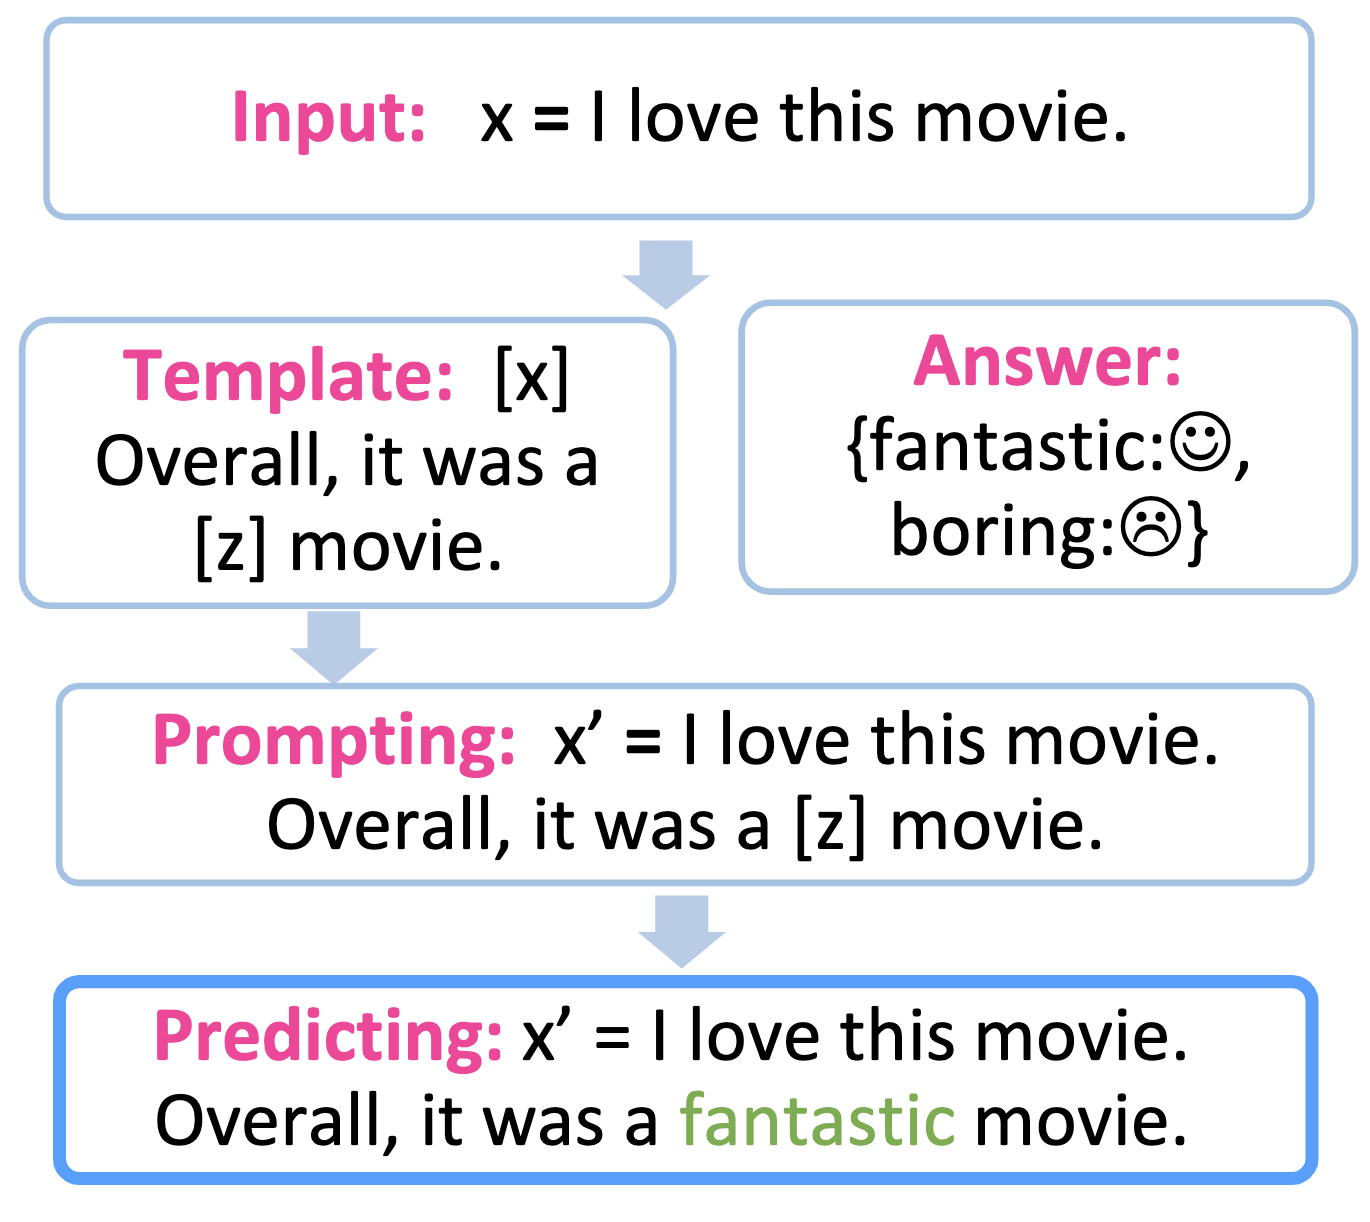 Input: x = I love this movie.
Template: [x]
Overall, it was a
[z] movie.
Answer:
{fantastic:☺,
boring:☹}
Prompting: x’ = I love this movie.
Overall, it was a [z] movie.
Predicting: x’ = I love this movie.
Overall, it was a fantastic movie.